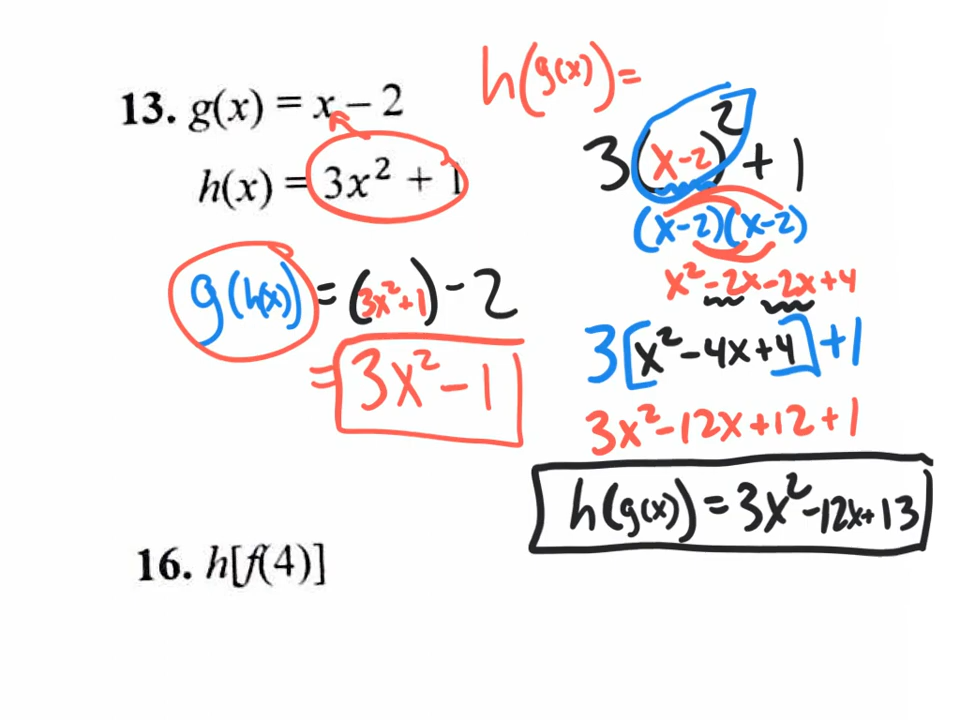 13. g(x) = x − 2
h(x) = 3x² + 1
g(h(x)) = (3x²+1) − 2
= 3x² − 1
h(g(x)) =
3(x−2)² + 1
(x−2)(x−2)
x² −2x −2x +4
3[x² −4x +4] +1
3x² −12x +12 +1
h(g(x)) = 3x² −12x +13
16. h[f(4)]